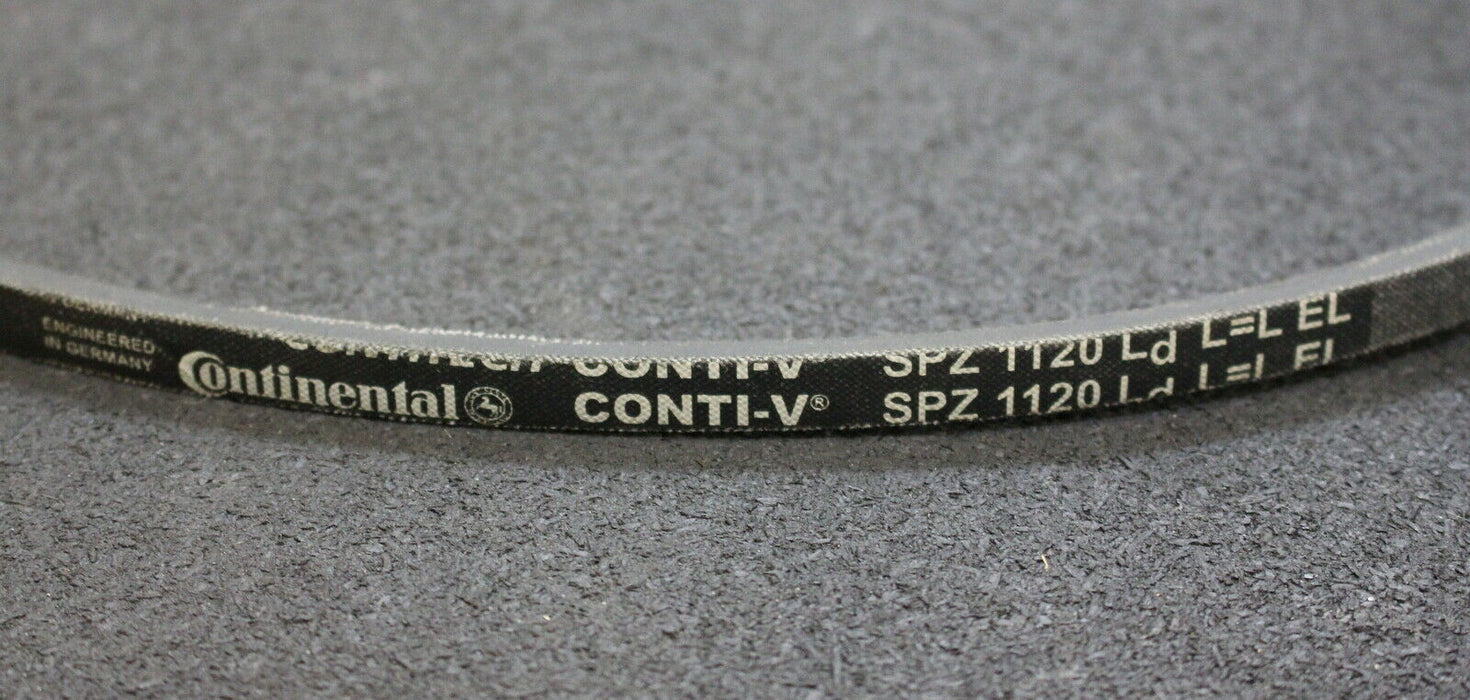 ENGINEERED
IN GERMANY
Continental
CONTI-V SPZ 1120 Ld L=L EL
CONTI-V® SPZ 1120 Ld L=L EL